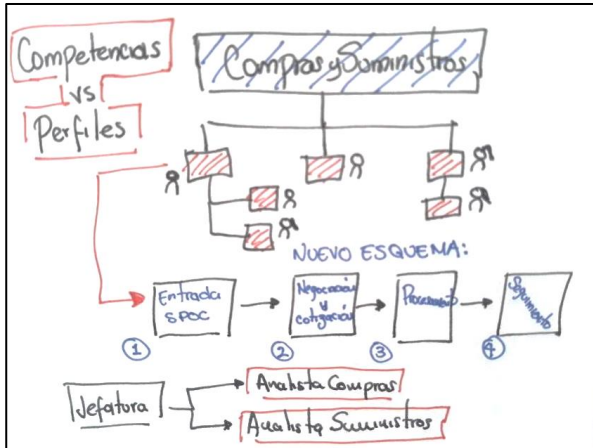 Competencias
vs
Perfiles
Compras y Suministros
NUEVO ESQUEMA:
Entrada
SPOC
Negociación
y
cotización
Procesamiento
Seguimiento
1
2
3
4
Jefatura
Analista Compras
Analista Suministros